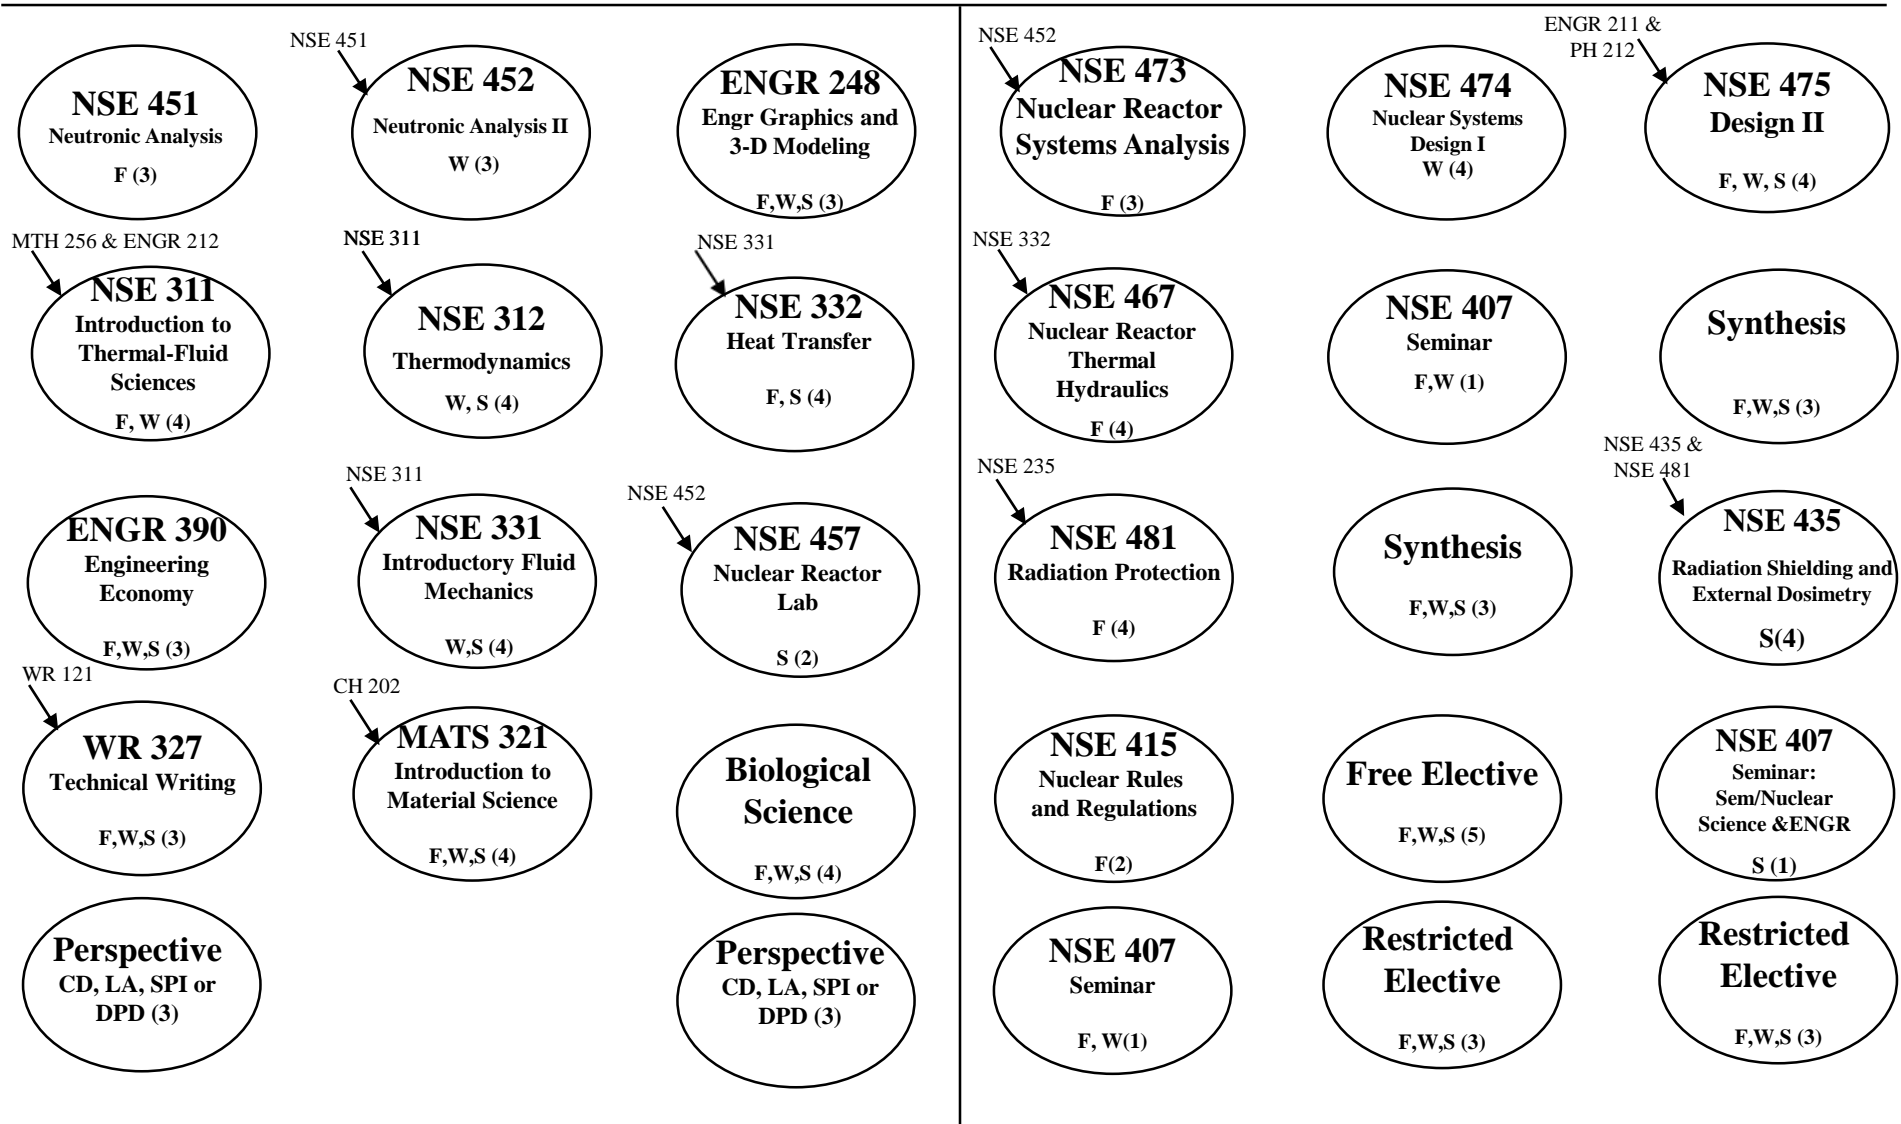 NSE 451
Neutronic Analysis
F (3)
NSE 451
NSE 452
Neutronic Analysis II
W (3)
ENGR 248
Engr Graphics and
3-D Modeling
F,W,S (3)
NSE 452
NSE 473
Nuclear Reactor
Systems Analysis
F (3)
NSE 474
Nuclear Systems
Design I
W (4)
ENGR 211 &
PH 212
NSE 475
Design II
F, W, S (4)
MTH 256 & ENGR 212
NSE 311
Introduction to
Thermal-Fluid
Sciences
F, W (4)
NSE 311
NSE 312
Thermodynamics
W, S (4)
NSE 331
NSE 332
Heat Transfer
F, S (4)
NSE 332
NSE 467
Nuclear Reactor
Thermal
Hydraulics
F (4)
NSE 407
Seminar
F,W (1)
Synthesis
F,W,S (3)
ENGR 390
Engineering
Economy
F,W,S (3)
NSE 311
NSE 331
Introductory Fluid
Mechanics
W,S (4)
NSE 452
NSE 457
Nuclear Reactor
Lab
S (2)
NSE 235
NSE 481
Radiation Protection
F (4)
Synthesis
F,W,S (3)
NSE 435 &
NSE 481
NSE 435
Radiation Shielding and
External Dosimetry
S(4)
WR 121
WR 327
Technical Writing
F,W,S (3)
CH 202
MATS 321
Introduction to
Material Science
F,W,S (4)
Biological
Science
F,W,S (4)
NSE 415
Nuclear Rules
and Regulations
F(2)
Free Elective
F,W,S (5)
NSE 407
Seminar:
Sem/Nuclear
Science &ENGR
S (1)
Perspective
CD, LA, SPI or
DPD (3)
Perspective
CD, LA, SPI or
DPD (3)
NSE 407
Seminar
F, W(1)
Restricted
Elective
F,W,S (3)
Restricted
Elective
F,W,S (3)